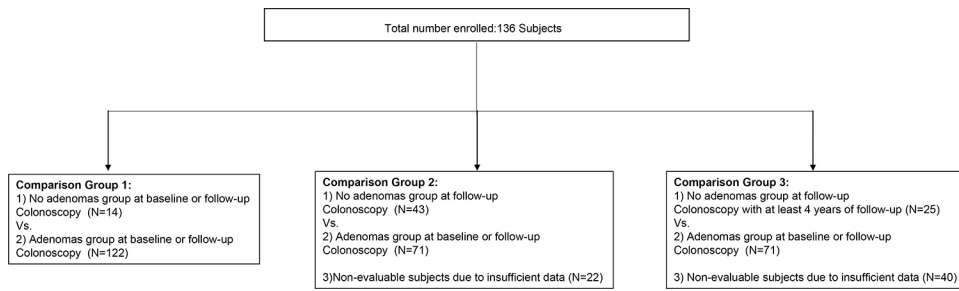 Total number enrolled:136 Subjects
Comparison Group 1:
1) No adenomas group at baseline or follow-up
Colonoscopy (N=14)
Vs.
2) Adenomas group at baseline or follow-up
Colonoscopy (N=122)
Comparison Group 2:
1) No adenomas group at follow-up
Colonoscopy (N=43)
Vs.
2) Adenomas group at baseline or follow-up
Colonoscopy (N=71)
3)Non-evaluable subjects due to insufficient data (N=22)
Comparison Group 3:
1) No adenomas group at follow-up
Colonoscopy with at least 4 years of follow-up (N=25)
Vs.
2) Adenomas group at baseline or follow-up
Colonoscopy (N=71)
3) Non-evaluable subjects due to insufficient data (N=40)